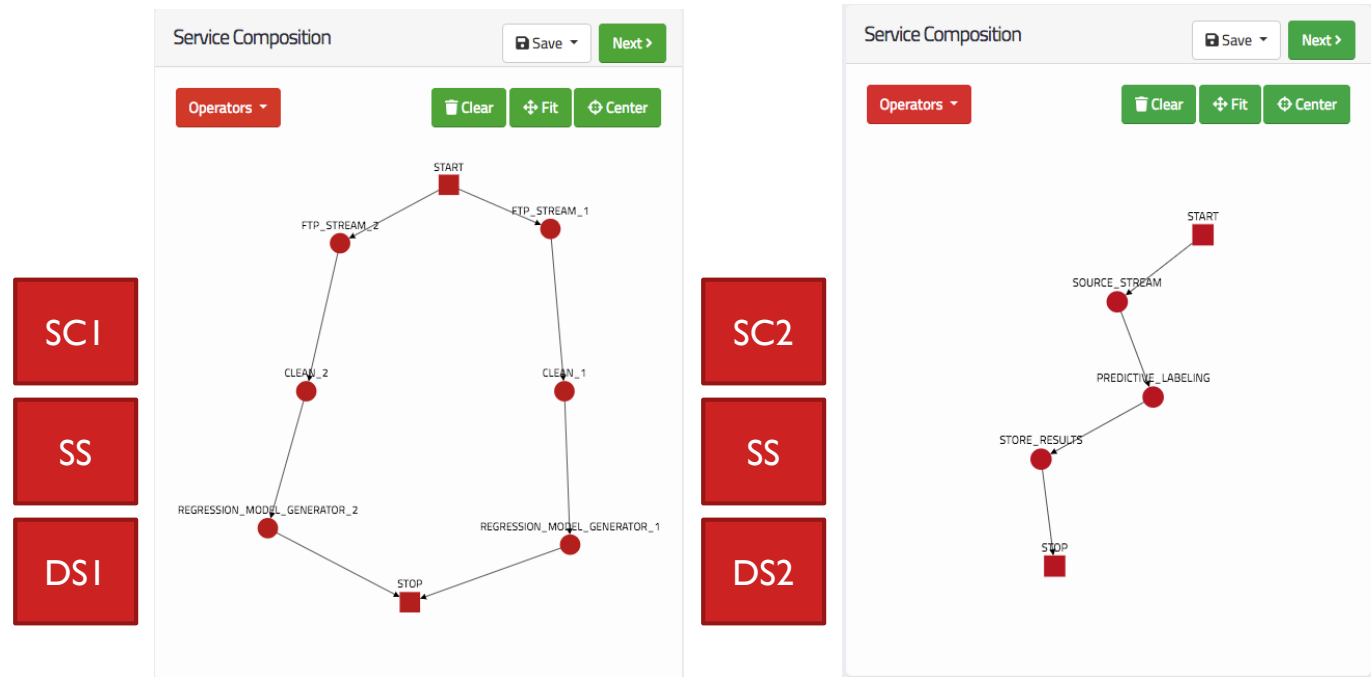 Service Composition
Save
Next >
Operators
Clear
Fit
Center
START
FTP_STREAM_1
FTP_STREAM_2
CLEAN_2
CLEAN_1
REGRESSION_MODEL_GENERATOR_2
REGRESSION_MODEL_GENERATOR_1
STOP
SC1
SS
DS1
Service Composition
Save
Next >
Operators
Clear
Fit
Center
START
SOURCE_STREAM
PREDICTIVE_LABELING
STORE_RESULTS
STOP
SC2
SS
DS2